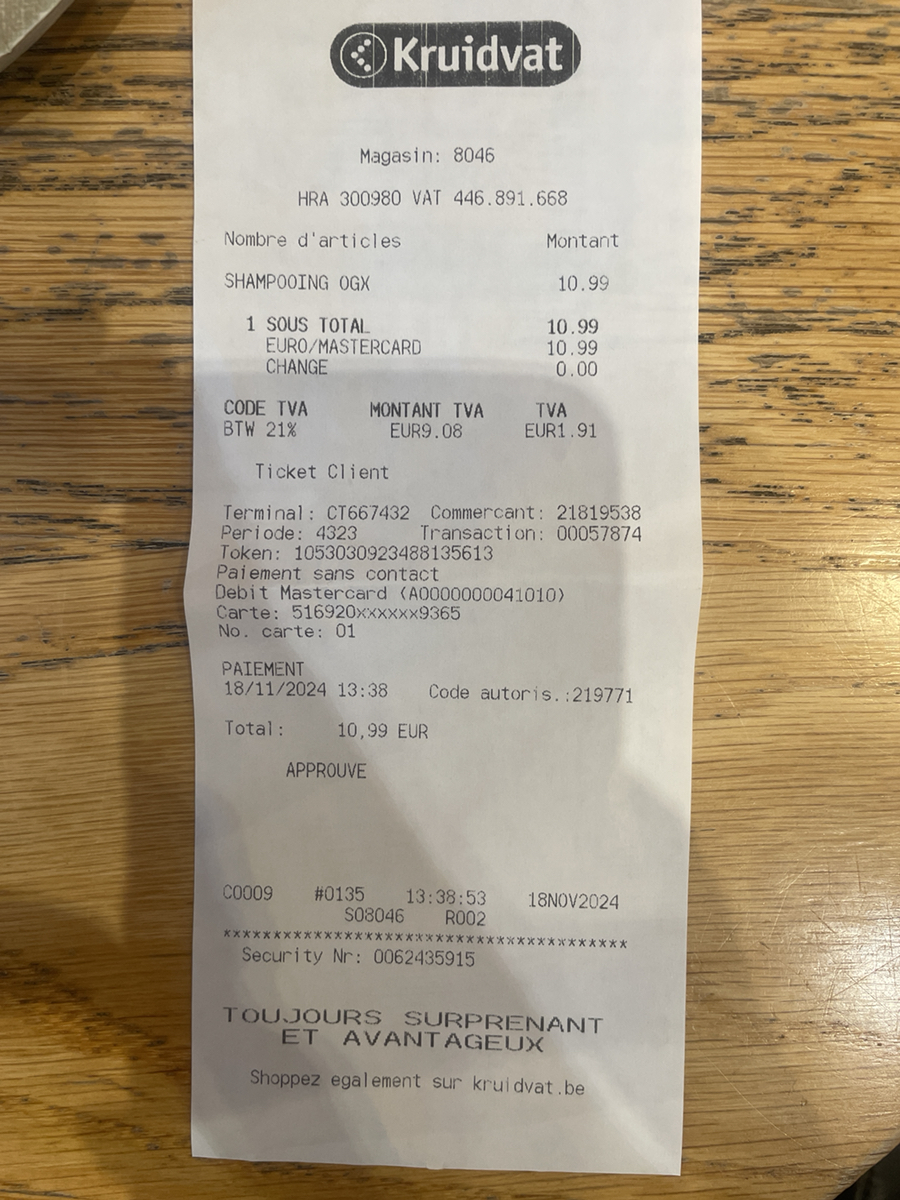 Kruidvat
Magasin: 8046
HRA 300980 VAT 446.891.668
Nombre d'articles Montant
SHAMPOOING OGX 10.99
1 SOUS TOTAL 10.99
EURO/MASTERCARD 10.99
CHANGE 0.00
CODE TVA MONTANT TVA TVA
BTW 21% EUR9.08 EUR1.91
Ticket Client
Terminal: CT667432 Commercant: 21819538
Periode: 4323 Transaction: 00057874
Token: 1053030923488135613
Paiement sans contact
Debit Mastercard (A0000000041010)
Carte: 516920xxxxxx9365
No. carte: 01
PAIEMENT
18/11/2024 13:38 Code autoris.:219771
Total: 10,99 EUR
APPROUVE
C0009 #0135 13:38:53 18NOV2024
S08046 R002
****************************************
Security Nr: 0062435915
TOUJOURS SURPRENANT
ET AVANTAGEUX
Shoppez egalement sur kruidvat.be